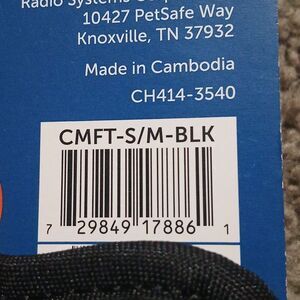 Radio Systems
10427 PetSafe Way
Knoxville, TN 37932
Made in Cambodia
CH414-3540
CMFT-S/M-BLK
7 29849 17886 1